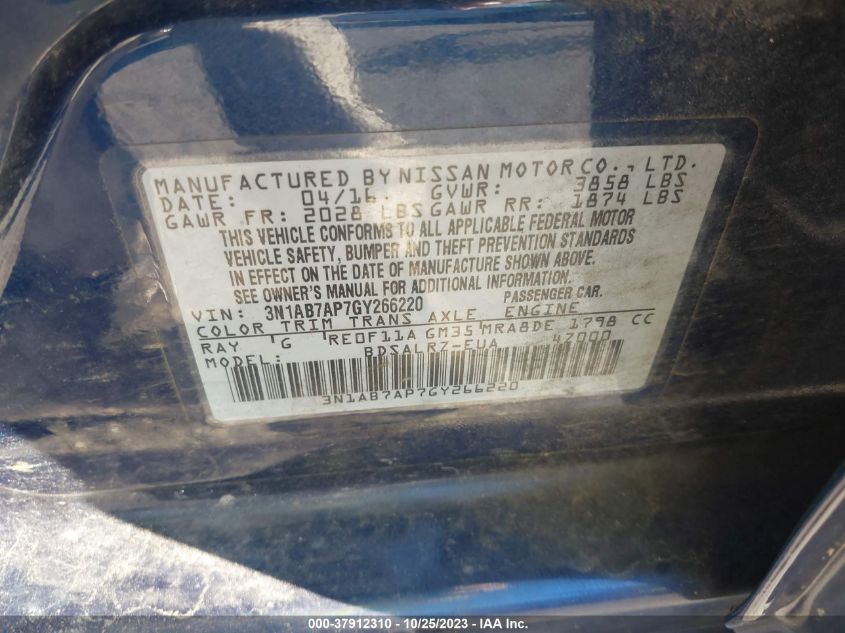 MANUFACTURED BY NISSAN MOTOR CO., LTD.
DATE: 04/16 GVWR: 3858 LBS
GAWR FR: 2028 LBS GAWR RR: 1874 LBS
THIS VEHICLE CONFORMS TO ALL APPLICABLE FEDERAL MOTOR
VEHICLE SAFETY, BUMPER AND THEFT PREVENTION STANDARDS
IN EFFECT ON THE DATE OF MANUFACTURE SHOWN ABOVE.
SEE OWNER'S MANUAL FOR ADDITIONAL INFORMATION.
VIN: 3N1AB7AP7GY266220 PASSENGER CAR.
COLOR TRIM TRANS AXLE ENGINE
RAY G RE0F11A GM35 MRA8DE 1798 CC
MODEL: BDSALRZ-EUA 4Z000
3N1AB7AP7GY266220
000-37912310 - 10/25/2023 - IAA Inc.